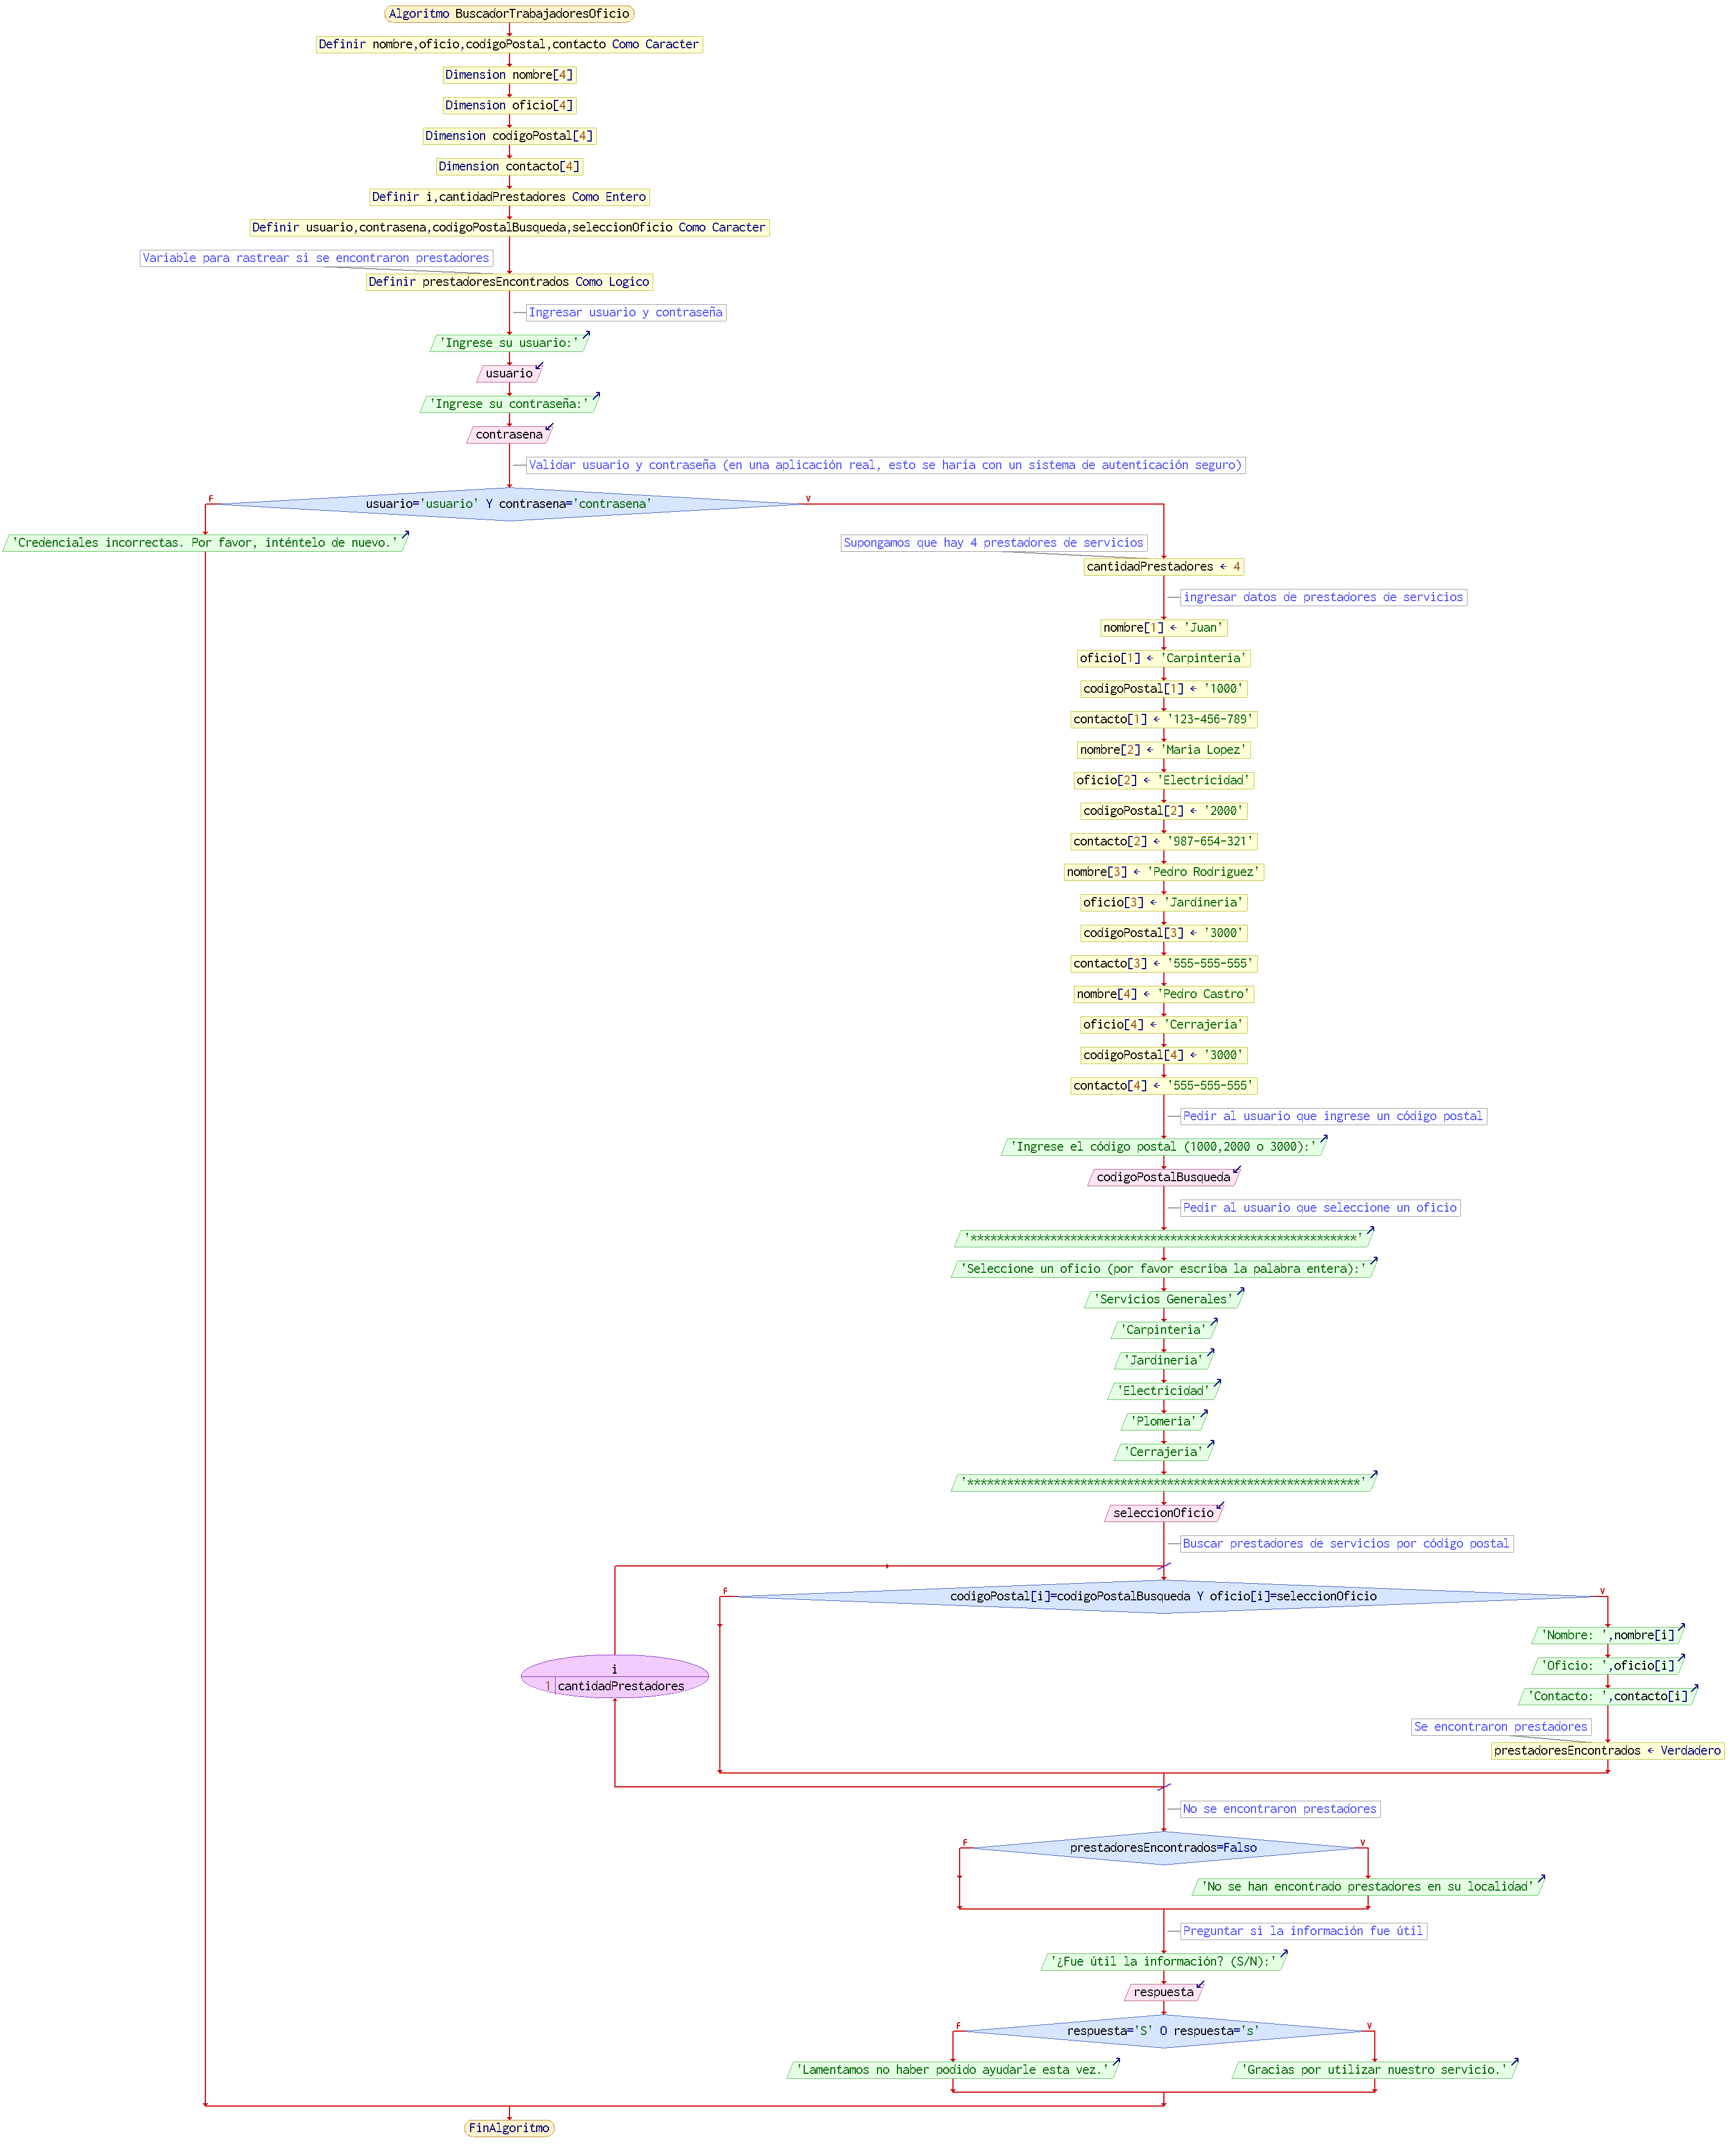 Algoritmo BuscadorTrabajadoresOficio
Definir nombre,oficio,codigoPostal,contacto Como Caracter
Dimension nombre[4]
Dimension oficio[4]
Dimension codigoPostal[4]
Dimension contacto[4]
Definir i,cantidadPrestadores Como Entero
Definir usuario,contrasena,codigoPostalBusqueda,seleccionOficio Como Caracter
Variable para rastrear si se encontraron prestadores
Definir prestadoresEncontrados Como Logico
Ingresar usuario y contraseña
'Ingrese su usuario:'
usuario
'Ingrese su contraseña:'
contrasena
Validar usuario y contraseña (en una aplicación real, esto se haría con un sistema de autenticación seguro)
F
usuario='usuario' Y contrasena='contrasena'
V
'Credenciales incorrectas. Por favor, inténtelo de nuevo.'
Supongamos que hay 4 prestadores de servicios
cantidadPrestadores ← 4
ingresar datos de prestadores de servicios
nombre[1] ← 'Juan'
oficio[1] ← 'Carpinteria'
codigoPostal[1] ← '1000'
contacto[1] ← '123-456-789'
nombre[2] ← 'Maria Lopez'
oficio[2] ← 'Electricidad'
codigoPostal[2] ← '2000'
contacto[2] ← '987-654-321'
nombre[3] ← 'Pedro Rodriguez'
oficio[3] ← 'Jardineria'
codigoPostal[3] ← '3000'
contacto[3] ← '555-555-555'
nombre[4] ← 'Pedro Castro'
oficio[4] ← 'Cerrajeria'
codigoPostal[4] ← '3000'
contacto[4] ← '555-555-555'
Pedir al usuario que ingrese un código postal
'Ingrese el código postal (1000,2000 o 3000):'
codigoPostalBusqueda
Pedir al usuario que seleccione un oficio
'**********************************************************'
'Seleccione un oficio (por favor escriba la palabra entera):'
'Servicios Generales'
'Carpinteria'
'Jardineria'
'Electricidad'
'Plomeria'
'Cerrajeria'
'***********************************************************'
seleccionOficio
Buscar prestadores de servicios por código postal
F
codigoPostal[i]=codigoPostalBusqueda Y oficio[i]=seleccionOficio
V
'Nombre: ',nombre[i]
'Oficio: ',oficio[i]
i
1 cantidadPrestadores
'Contacto: ',contacto[i]
Se encontraron prestadores
prestadoresEncontrados ← Verdadero
No se encontraron prestadores
F
prestadoresEncontrados=Falso
V
'No se han encontrado prestadores en su localidad'
Preguntar si la información fue útil
'¿Fue útil la información? (S/N):'
respuesta
F
respuesta='S' O respuesta='s'
V
'Lamentamos no haber podido ayudarle esta vez.'
'Gracias por utilizar nuestro servicio.'
FinAlgoritmo